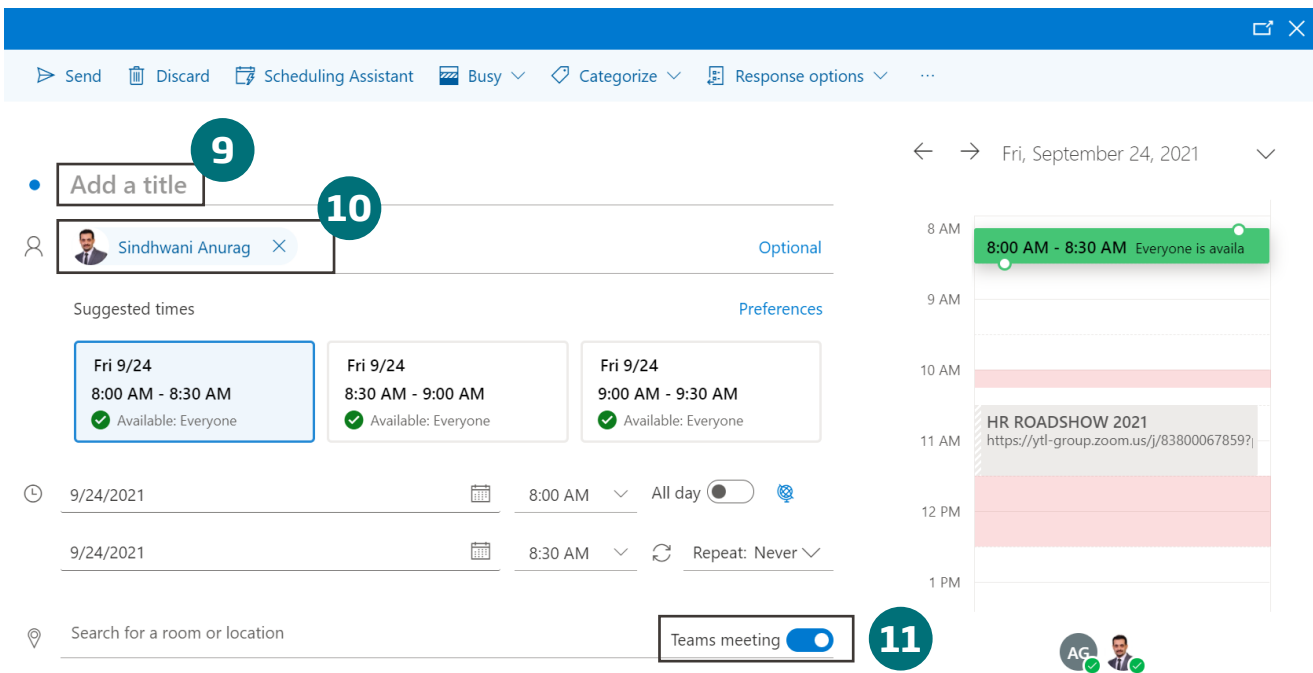 Send Discard Scheduling Assistant Busy Categorize Response options ...
9
Add a title
10
Sindhwani Anurag
Optional
Suggested times
Preferences
Fri 9/24
8:00 AM - 8:30 AM
Available: Everyone
Fri 9/24
8:30 AM - 9:00 AM
Available: Everyone
Fri 9/24
9:00 AM - 9:30 AM
Available: Everyone
9/24/2021 8:00 AM All day
9/24/2021 8:30 AM Repeat: Never
Search for a room or location
Teams meeting
11
Fri, September 24, 2021
8 AM
8:00 AM - 8:30 AM Everyone is availa
9 AM
10 AM
HR ROADSHOW 2021
11 AM
https://ytl-group.zoom.us/j/83800067859?
12 PM
1 PM
AG